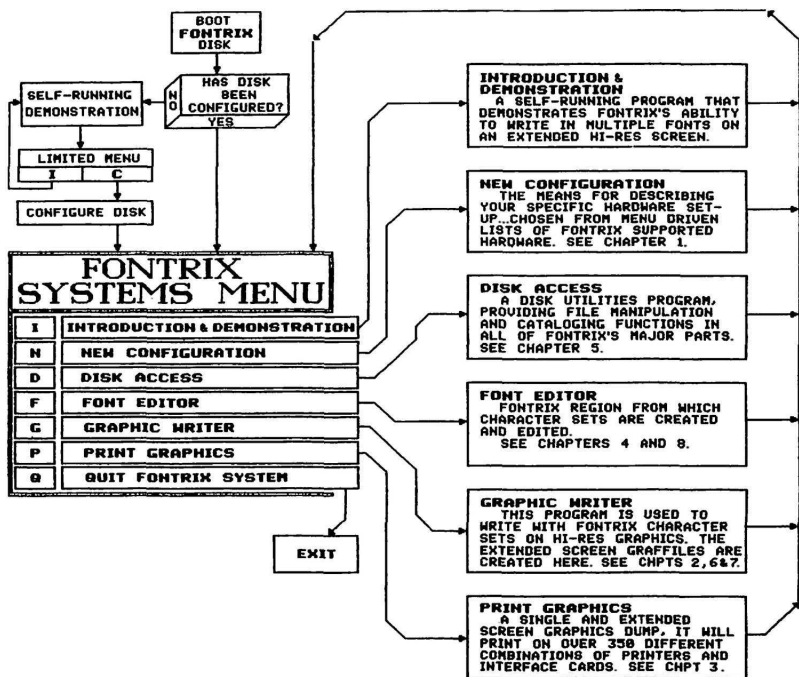 BOOT
FONTRIX
DISK
HAS DISK
BEEN
CONFIGURED?
NO
YES
SELF-RUNNING
DEMONSTRATION
LIMITED MENU
I C
CONFIGURE DISK
FONTRIX
SYSTEMS MENU
I INTRODUCTION & DEMONSTRATION
N NEW CONFIGURATION
D DISK ACCESS
F FONT EDITOR
G GRAPHIC WRITER
P PRINT GRAPHICS
Q QUIT FONTRIX SYSTEM
EXIT
INTRODUCTION &
DEMONSTRATION
A SELF-RUNNING PROGRAM THAT
DEMONSTRATES FONTRIX'S ABILITY
TO WRITE IN MULTIPLE FONTS ON
AN EXTENDED HI-RES SCREEN.
NEW CONFIGURATION
THE MEANS FOR DESCRIBING
YOUR SPECIFIC HARDWARE SET-
UP...CHOSEN FROM MENU DRIVEN
LISTS OF FONTRIX SUPPORTED
HARDWARE. SEE CHAPTER 1.
DISK ACCESS
A DISK UTILITIES PROGRAM,
PROVIDING FILE MANIPULATION
AND CATALOGING FUNCTIONS IN
ALL OF FONTRIX'S MAJOR PARTS.
SEE CHAPTER 5.
FONT EDITOR
FONTRIX REGION FROM WHICH
CHARACTER SETS ARE CREATED
AND EDITED.
SEE CHAPTERS 4 AND 8.
GRAPHIC WRITER
THIS PROGRAM IS USED TO
WRITE WITH FONTRIX CHARACTER
SETS ON HI-RES GRAPHICS. THE
EXTENDED SCREEN GRAFFILES ARE
CREATED HERE. SEE CHPTS 2,6&7.
PRINT GRAPHICS
A SINGLE AND EXTENDED
SCREEN GRAPHICS DUMP, IT WILL
PRINT ON OVER 350 DIFFERENT
COMBINATIONS OF PRINTERS AND
INTERFACE CARDS. SEE CHPT 3.